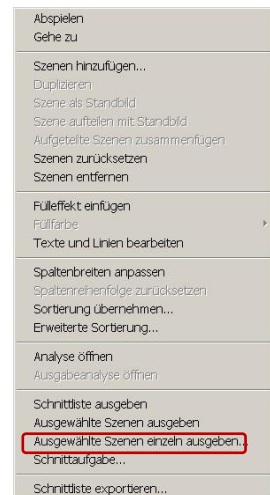 Abspielen
Gehe zu
Szenen hinzufügen...
Duplizieren
Szene als Standbild
Szene aufteilen mit Standbild
Aufgeteilte Szenen zusammenfügen
Szenen zurücksetzen
Szenen entfernen
Fülleffekt einfügen
Füllfarbe
Texte und Linien bearbeiten
Spaltenbreiten anpassen
Spaltenreihenfolge zurücksetzen
Sortierung übernehmen...
Erweiterte Sortierung...
Analyse öffnen
Ausgabeanalyse öffnen
Schnittliste ausgeben
Ausgewählte Szenen ausgeben
Ausgewählte Szenen einzeln ausgeben...
Schnittaufgabe...
Schnittliste exportieren...